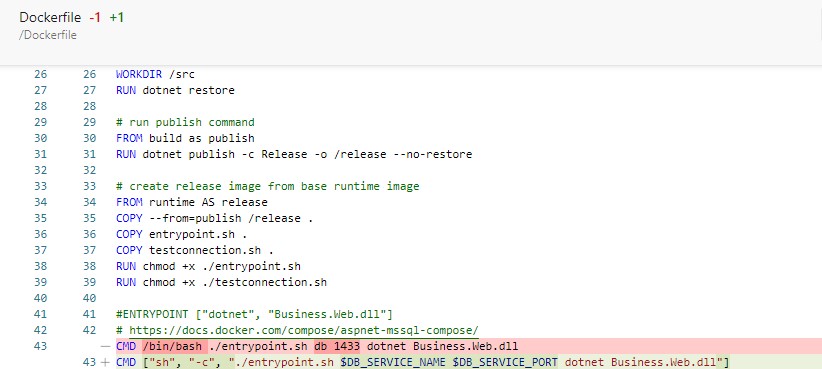 Dockerfile -1 +1
/Dockerfile
26 26 WORKDIR /src
27 27 RUN dotnet restore
28 28
29 29 # run publish command
30 30 FROM build as publish
31 31 RUN dotnet publish -c Release -o /release --no-restore
32 32
33 33 # create release image from base runtime image
34 34 FROM runtime AS release
35 35 COPY --from=publish /release .
36 36 COPY entrypoint.sh .
37 37 COPY testconnection.sh .
38 38 RUN chmod +x ./entrypoint.sh
39 39 RUN chmod +x ./testconnection.sh
40 40
41 41 #ENTRYPOINT ["dotnet", "Business.Web.dll"]
42 42 # https://docs.docker.com/compose/aspnet-mssql-compose/
43 — CMD /bin/bash ./entrypoint.sh db 1433 dotnet Business.Web.dll
43 + CMD ["sh", "-c", "./entrypoint.sh $DB_SERVICE_NAME $DB_SERVICE_PORT dotnet Business.Web.dll"]